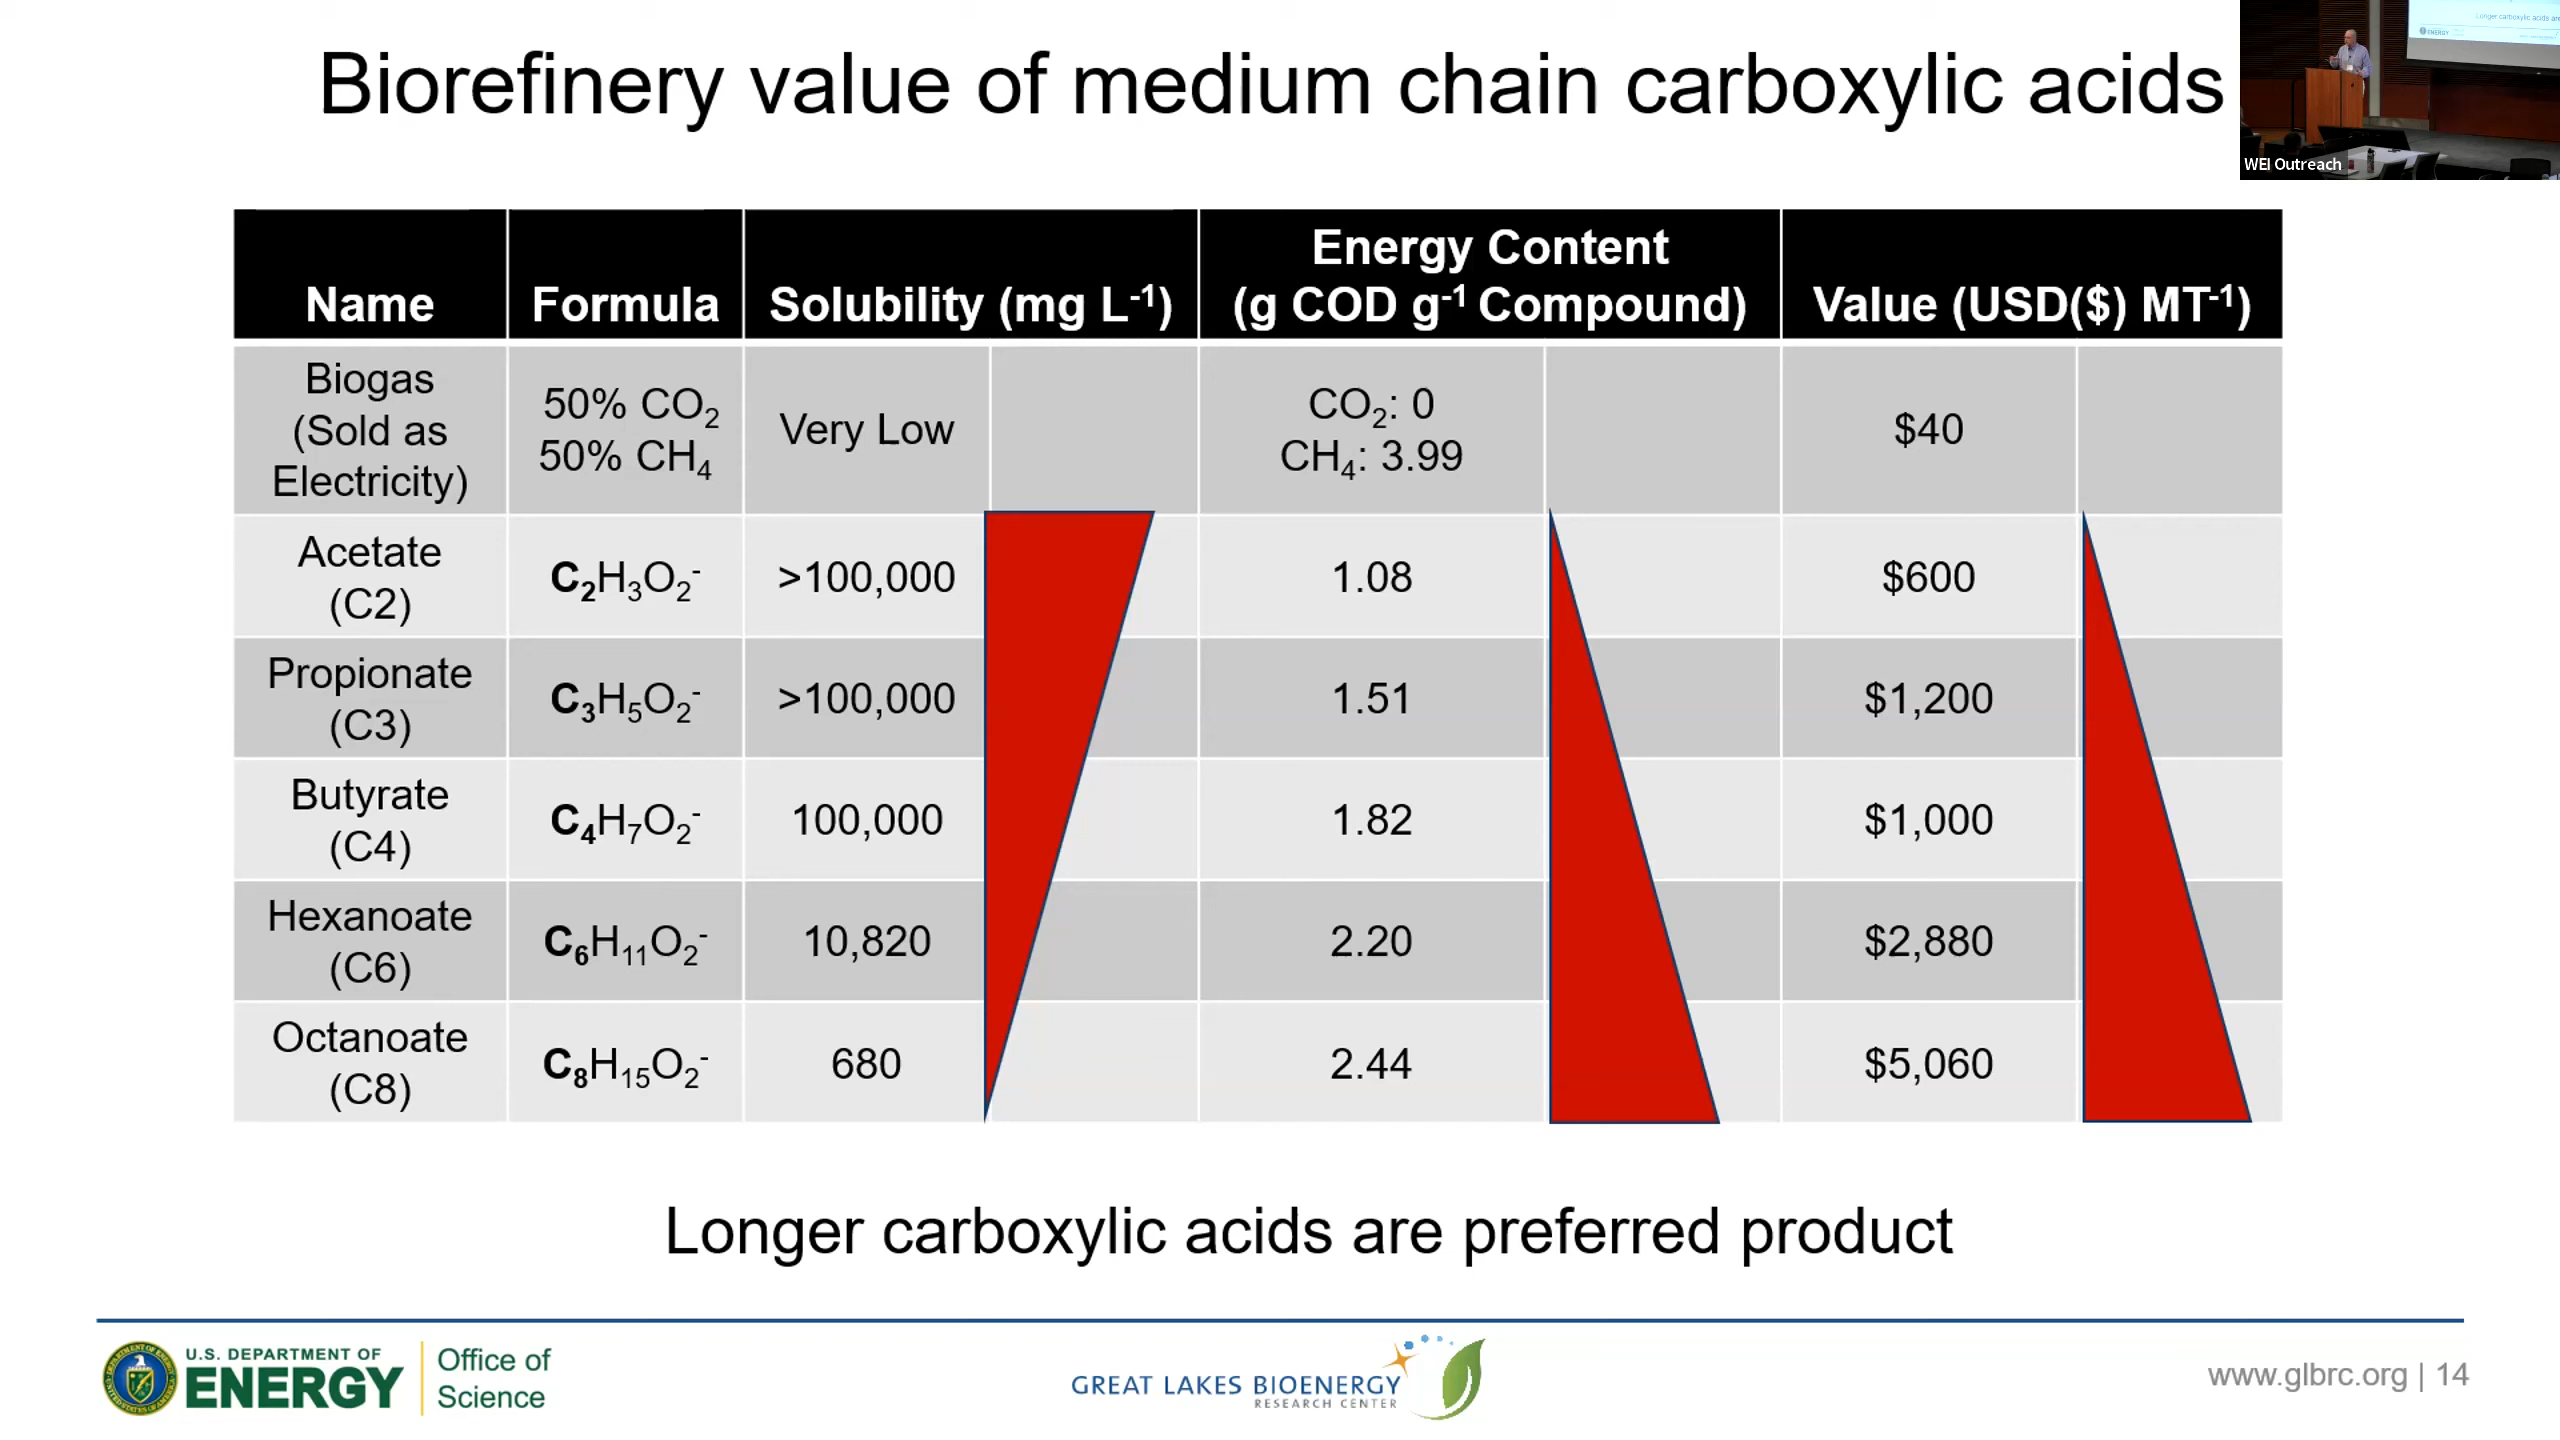 Biorefinery value of medium chain carboxylic acids
Longer carboxylic acids are
ENERGY
WEI Outreach
Name
Formula
Solubility (mg L⁻¹)
Energy Content
(g COD g⁻¹ Compound)
Value (USD($) MT⁻¹)
Biogas
(Sold as
Electricity)
50% CO₂
50% CH₄
Very Low
CO₂: 0
CH₄: 3.99
$40
Acetate
(C2)
C₂H₃O₂⁻
>100,000
1.08
$600
Propionate
(C3)
C₃H₅O₂⁻
>100,000
1.51
$1,200
Butyrate
(C4)
C₄H₇O₂⁻
100,000
1.82
$1,000
Hexanoate
(C6)
C₆H₁₁O₂⁻
10,820
2.20
$2,880
Octanoate
(C8)
C₈H₁₅O₂⁻
680
2.44
$5,060
Longer carboxylic acids are preferred product
U.S. DEPARTMENT OF
ENERGY
Office of
Science
GREAT LAKES BIOENERGY
RESEARCH CENTER
www.glbrc.org | 14